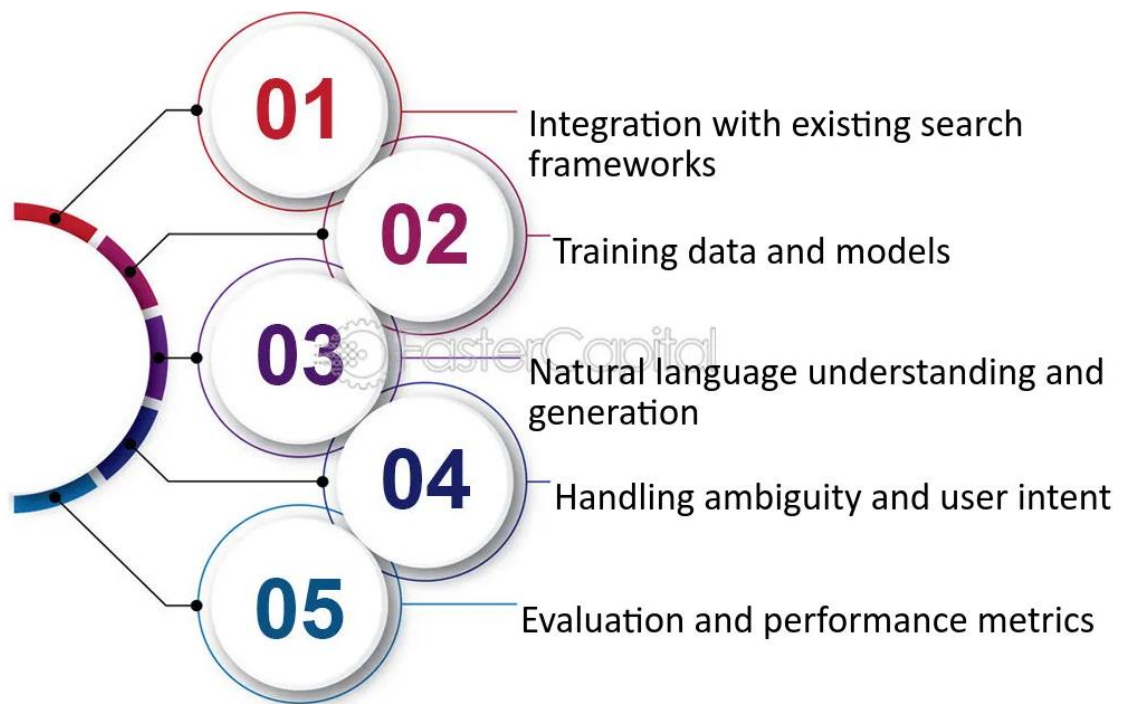 01
Integration with existing search
frameworks
02
Training data and models
03
FasterCapital
Natural language understanding and
generation
04
Handling ambiguity and user intent
05
Evaluation and performance metrics